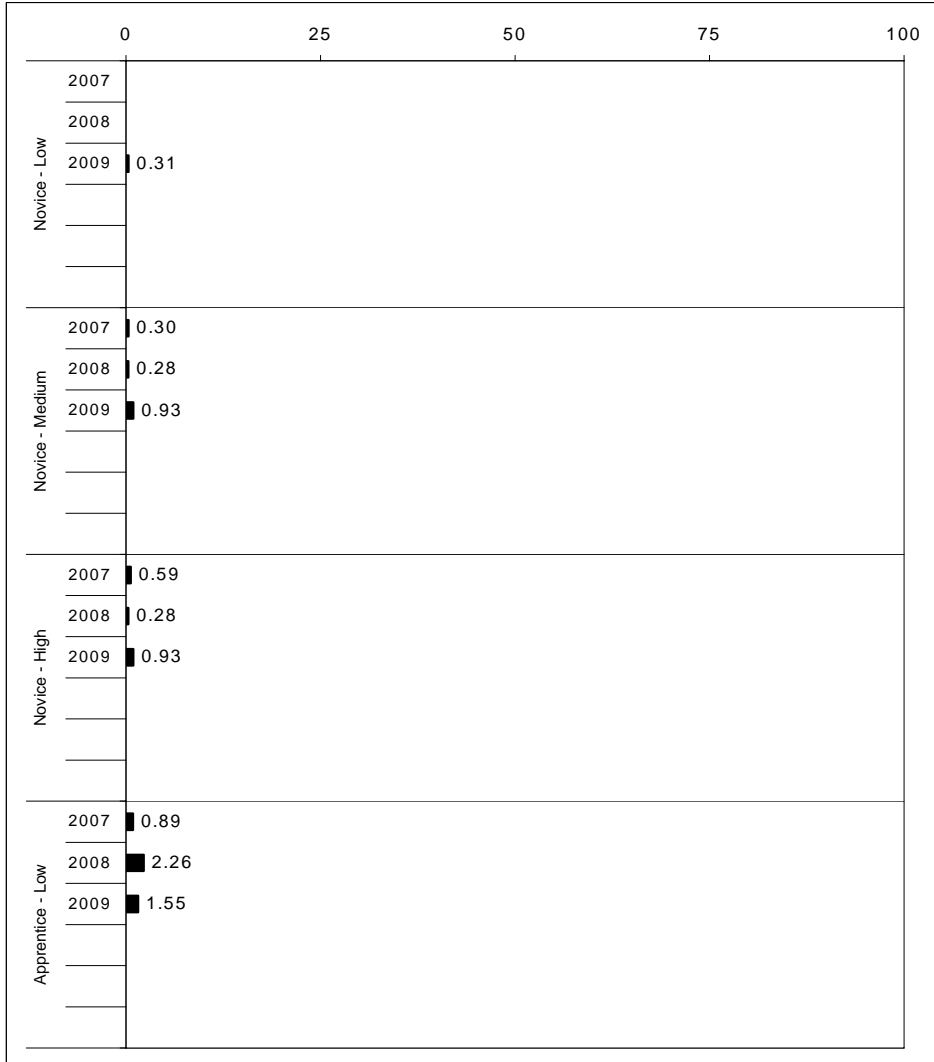 0 25 50 75 100
Novice - Low
2007
2008
2009 0.31
Novice - Medium
2007 0.30
2008 0.28
2009 0.93
Novice - High
2007 0.59
2008 0.28
2009 0.93
Apprentice - Low
2007 0.89
2008 2.26
2009 1.55